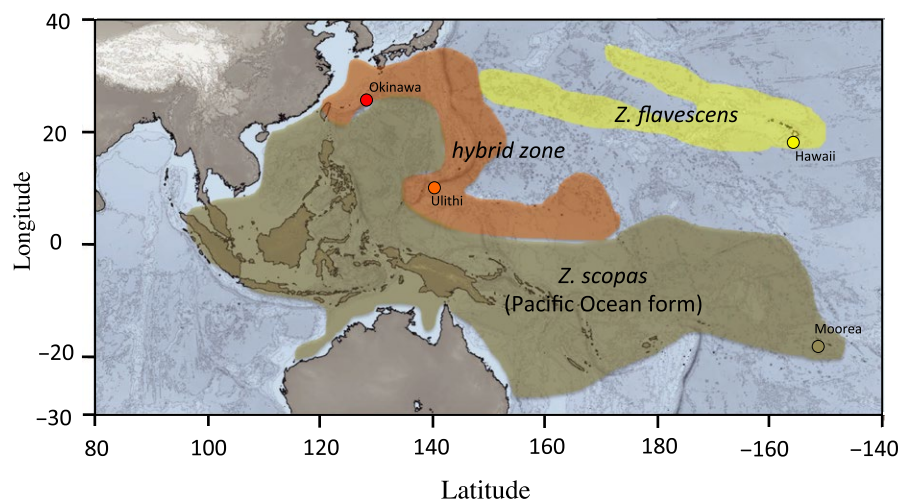 40
20
0
−20
−30
Longitude
Okinawa
Z. flavescens
hybrid zone
Hawaii
Ulithi
Z. scopas
(Pacific Ocean form)
Moorea
80
100
120
140
160
180
−160
−140
Latitude